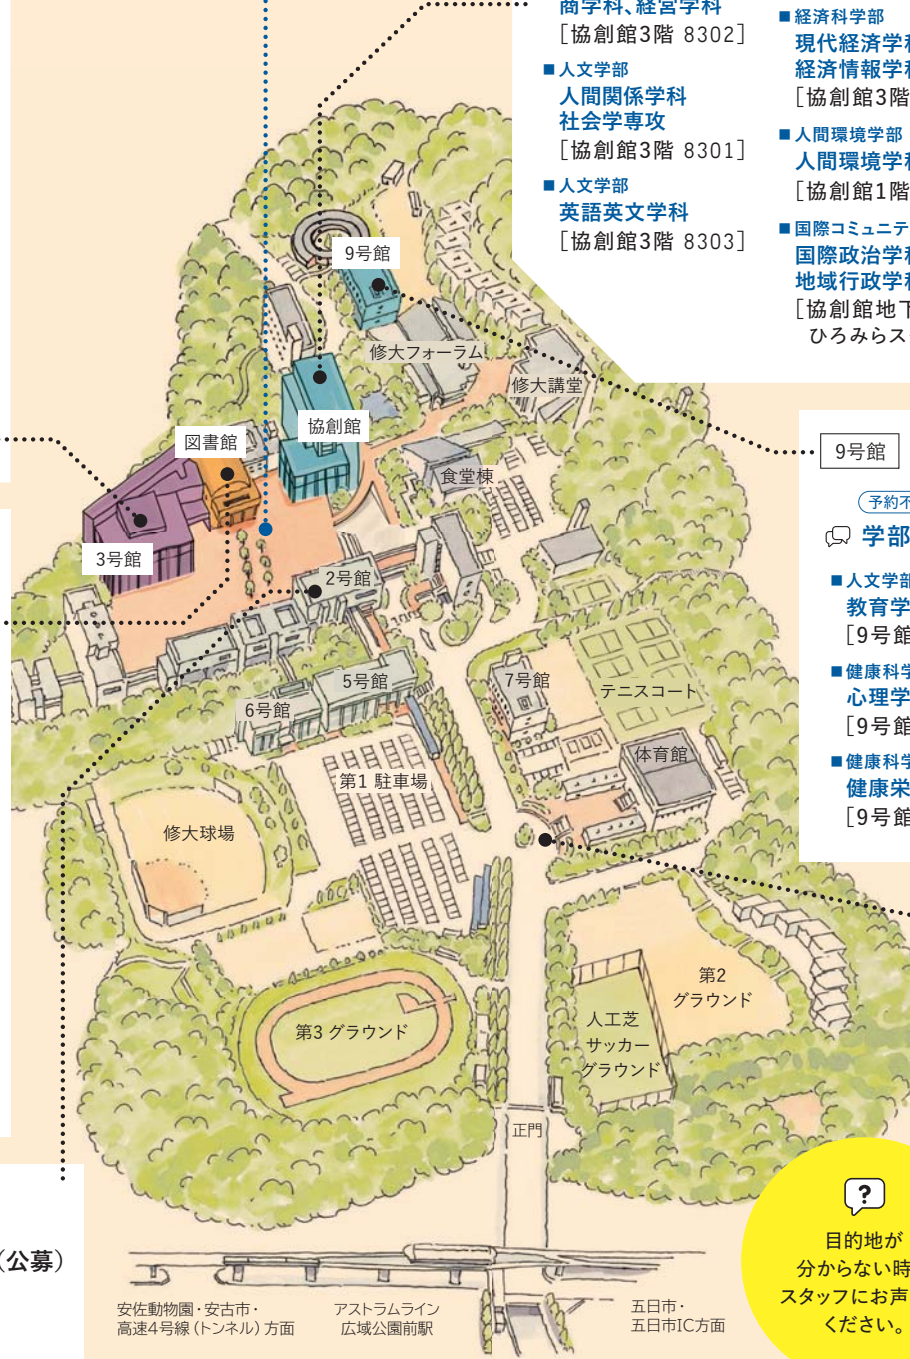 商学科、経営学科
[協創館3階 8302]
■人文学部
人間関係学科
社会学専攻
[協創館3階 8301]
■人文学部
英語英文学科
[協創館3階 8303]
■経済科学部
現代経済学科
経済情報学科
[協創館3階
■人間環境学部
人間環境学科
[協創館1階
■国際コミュニテ
国際政治学科
地域行政学科
[協創館地下
ひろみらス
9号館
修大フォーラム
修大講堂
協創館
図書館
食堂棟
3号館
2号館
5号館
6号館
7号館
テニスコート
体育館
第1 駐車場
修大球場
9号館
予約不
学部
■人文学部
教育学
[9号館
■健康科学
心理学
[9号館
■健康科学
健康栄
[9号館
第2
グラウンド
第3 グラウンド
人工芝
サッカー
グラウンド
正門
(公募)
安佐動物園・安古市・
高速4号線(トンネル)方面
アストラムライン
広域公園前駅
五日市・
五日市IC方面
?
目的地が
分からない時
スタッフにお声
ください。